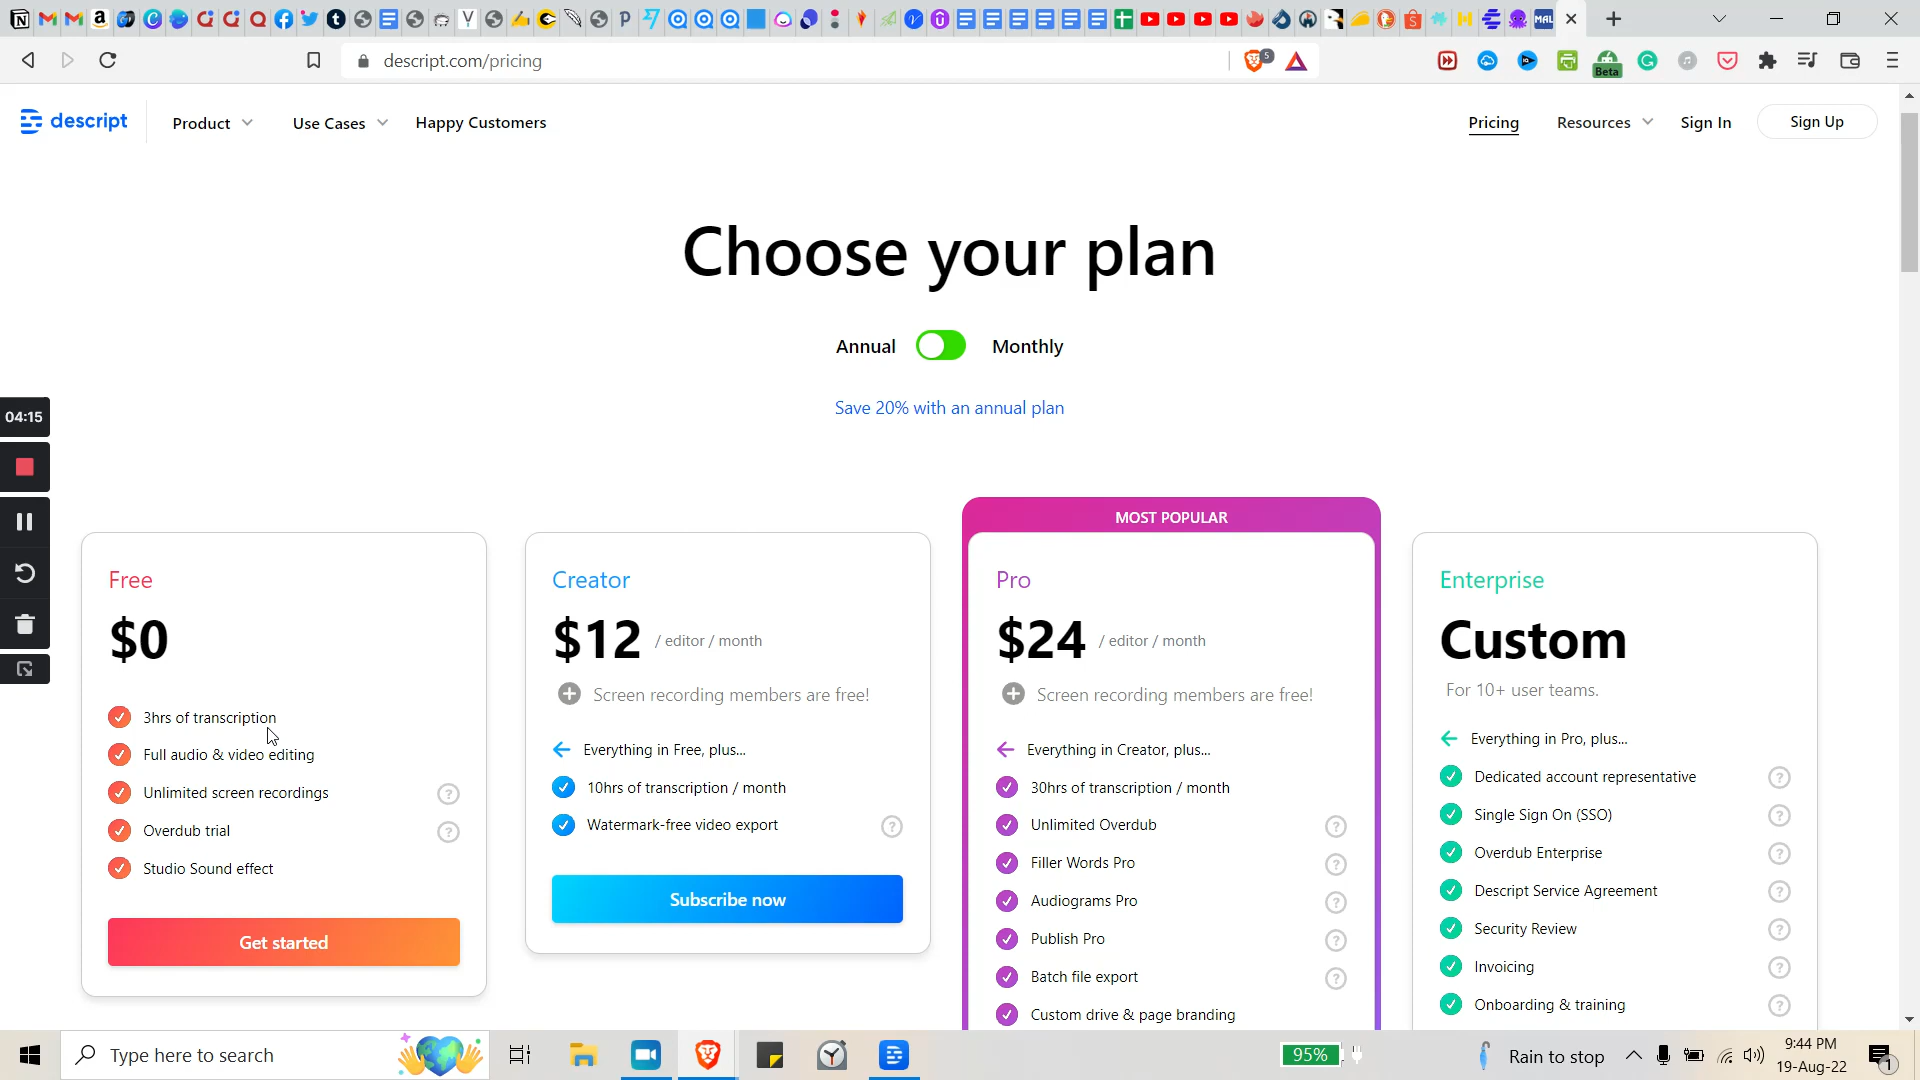 descript.com/pricing
5
Beta
MAL
descript
Product
Use Cases
Happy Customers
Pricing
Resources
Sign In
Sign Up
Choose your plan
Annual
Monthly
Save 20% with an annual plan
04:15
Free
$0
3hrs of transcription
Full audio & video editing
Unlimited screen recordings
Overdub trial
Studio Sound effect
Get started
Creator
$12 / editor / month
Screen recording members are free!
Everything in Free, plus...
10hrs of transcription / month
Watermark-free video export
Subscribe now
MOST POPULAR
Pro
$24 / editor / month
Screen recording members are free!
Everything in Creator, plus...
30hrs of transcription / month
Unlimited Overdub
Filler Words Pro
Audiograms Pro
Publish Pro
Batch file export
Custom drive & page branding
Enterprise
Custom
For 10+ user teams.
Everything in Pro, plus...
Dedicated account representative
Single Sign On (SSO)
Overdub Enterprise
Descript Service Agreement
Security Review
Invoicing
Onboarding & training
Type here to search
95%
Rain to stop
9:44 PM
19-Aug-22
1